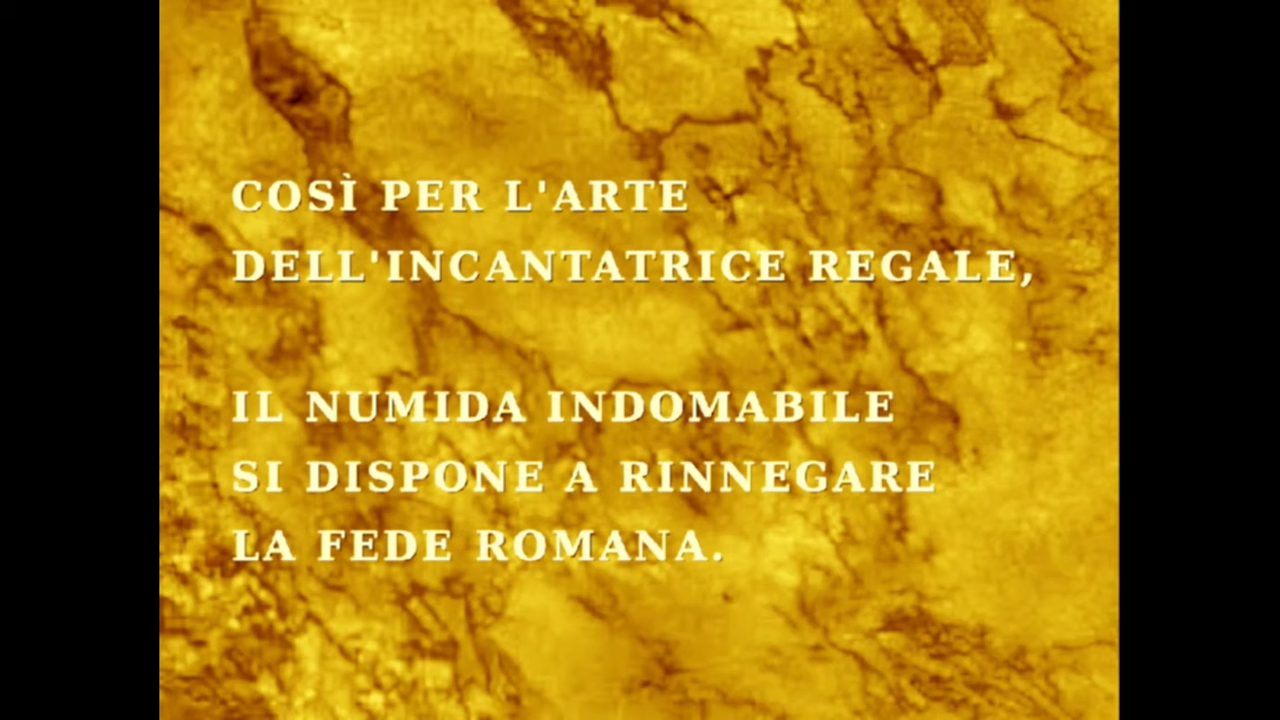 COSÌ PER L'ARTE
DELL'INCANTATRICE REGALE,
IL NUMIDA INDOMABILE
SI DISPONE A RINNEGARE
LA FEDE ROMANA.